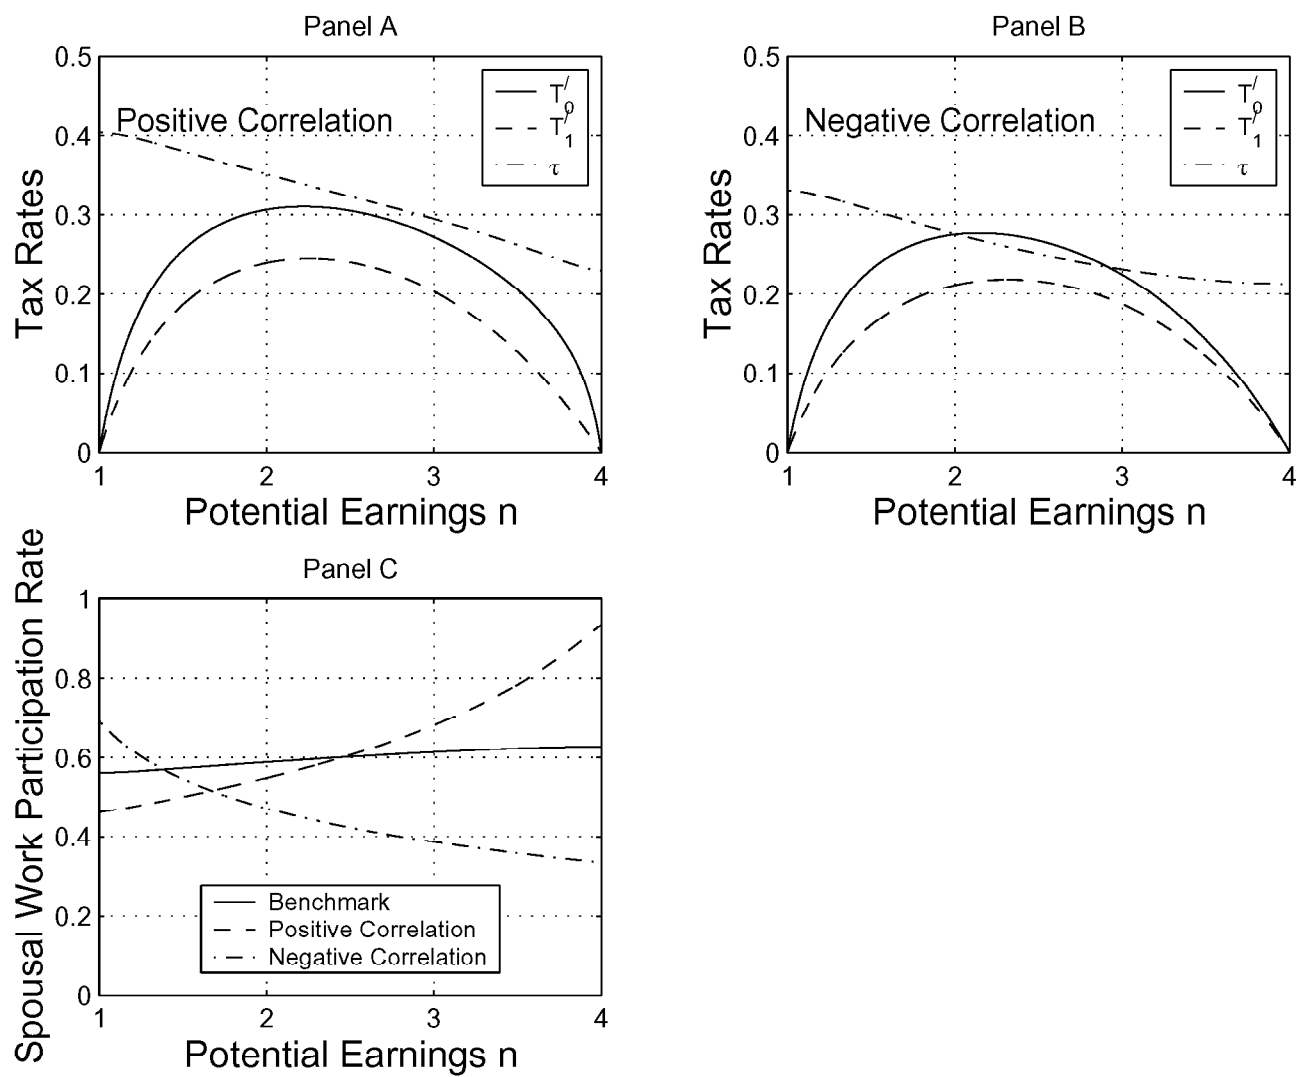 Panel A
0.5
0.4
0.3
0.2
0.1
0
Tax Rates
Positive Correlation
T'0
T'1
τ
1 2 3 4
Potential Earnings n
Panel B
0.5
0.4
0.3
0.2
0.1
0
Tax Rates
Negative Correlation
T'0
T'1
τ
1 2 3 4
Potential Earnings n
Panel C
1
0.8
0.6
0.4
0.2
0
Spousal Work Participation Rate
Benchmark
Positive Correlation
Negative Correlation
1 2 3 4
Potential Earnings n